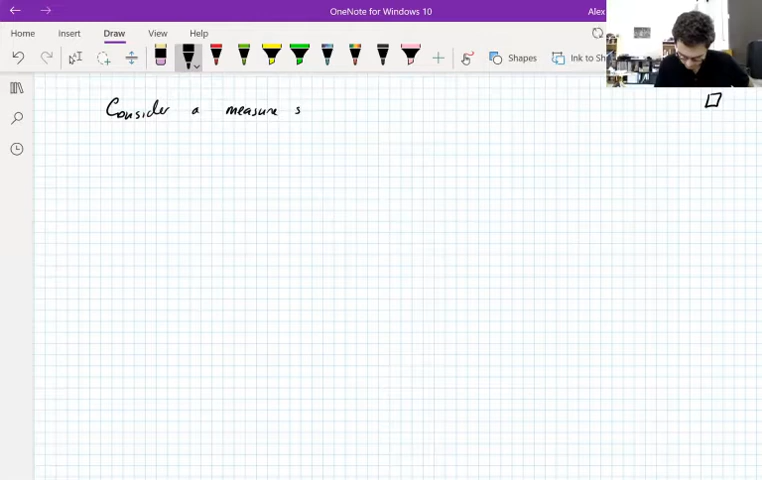 OneNote for Windows 10
Alex
Home Insert Draw View Help
Shapes
Ink to Sh
Consider a measure s